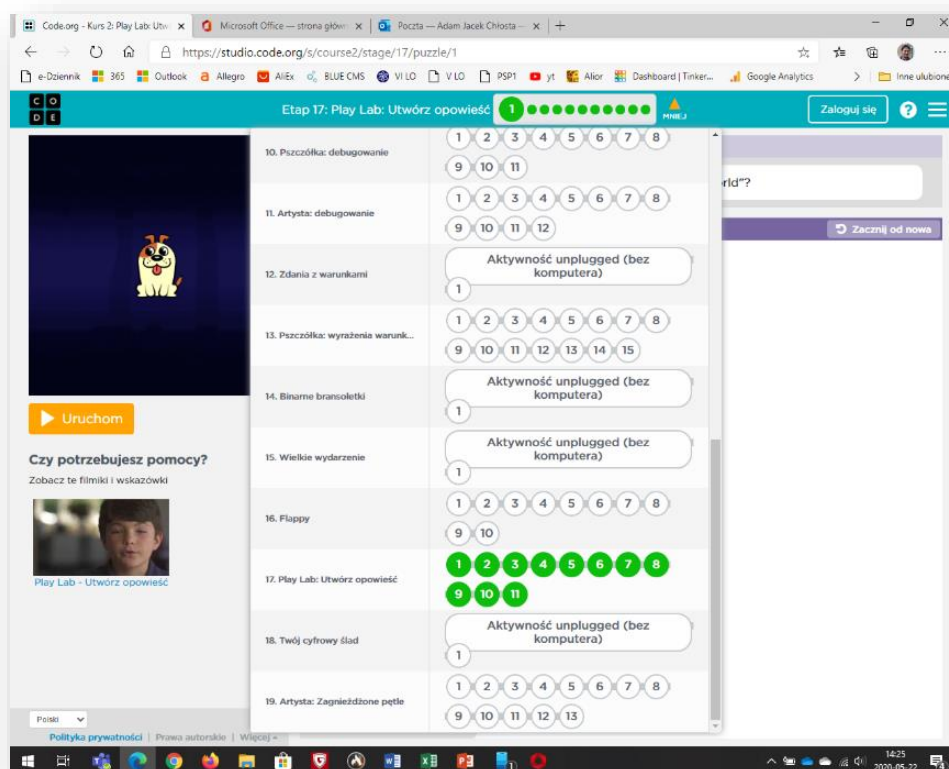 Code.org - Kurs 2: Play Lab: Utw
Microsoft Office — strona główn
Poczta — Adam Jacek Chłosta —
https://studio.code.org/s/course2/stage/17/puzzle/1
e-Dziennik
365
Outlook
Allegro
AliEx
BLUE CMS
VI LO
V LO
PSP1
yt
Alior
Dashboard | Tinker...
Google Analytics
Inne ulubione
C O
D E
Etap 17: Play Lab: Utwórz opowieść
1
MNIEJ
Zaloguj się
?
rld"?
Zacznij od nowa
Uruchom
Czy potrzebujesz pomocy?
Zobacz te filmiki i wskazówki
Play Lab - Utwórz opowieść
10. Pszczółka: debugowanie
1 2 3 4 5 6 7 8
9 10 11
11. Artysta: debugowanie
1 2 3 4 5 6 7 8
9 10 11 12
12. Zdania z warunkami
Aktywność unplugged (bez
komputera)
1
13. Pszczółka: wyrażenia warunk...
1 2 3 4 5 6 7 8
9 10 11 12 13 14 15
14. Binarne bransoletki
Aktywność unplugged (bez
komputera)
1
15. Wielkie wydarzenie
Aktywność unplugged (bez
komputera)
1
16. Flappy
1 2 3 4 5 6 7 8
9 10
17. Play Lab: Utwórz opowieść
1 2 3 4 5 6 7 8
9 10 11
18. Twój cyfrowy ślad
Aktywność unplugged (bez
komputera)
1
19. Artysta: Zagnieżdżone pętle
1 2 3 4 5 6 7 8
9 10 11 12 13
Polski
Polityka prywatności | Prawa autorskie | Więcej
14:25
2020-05-22